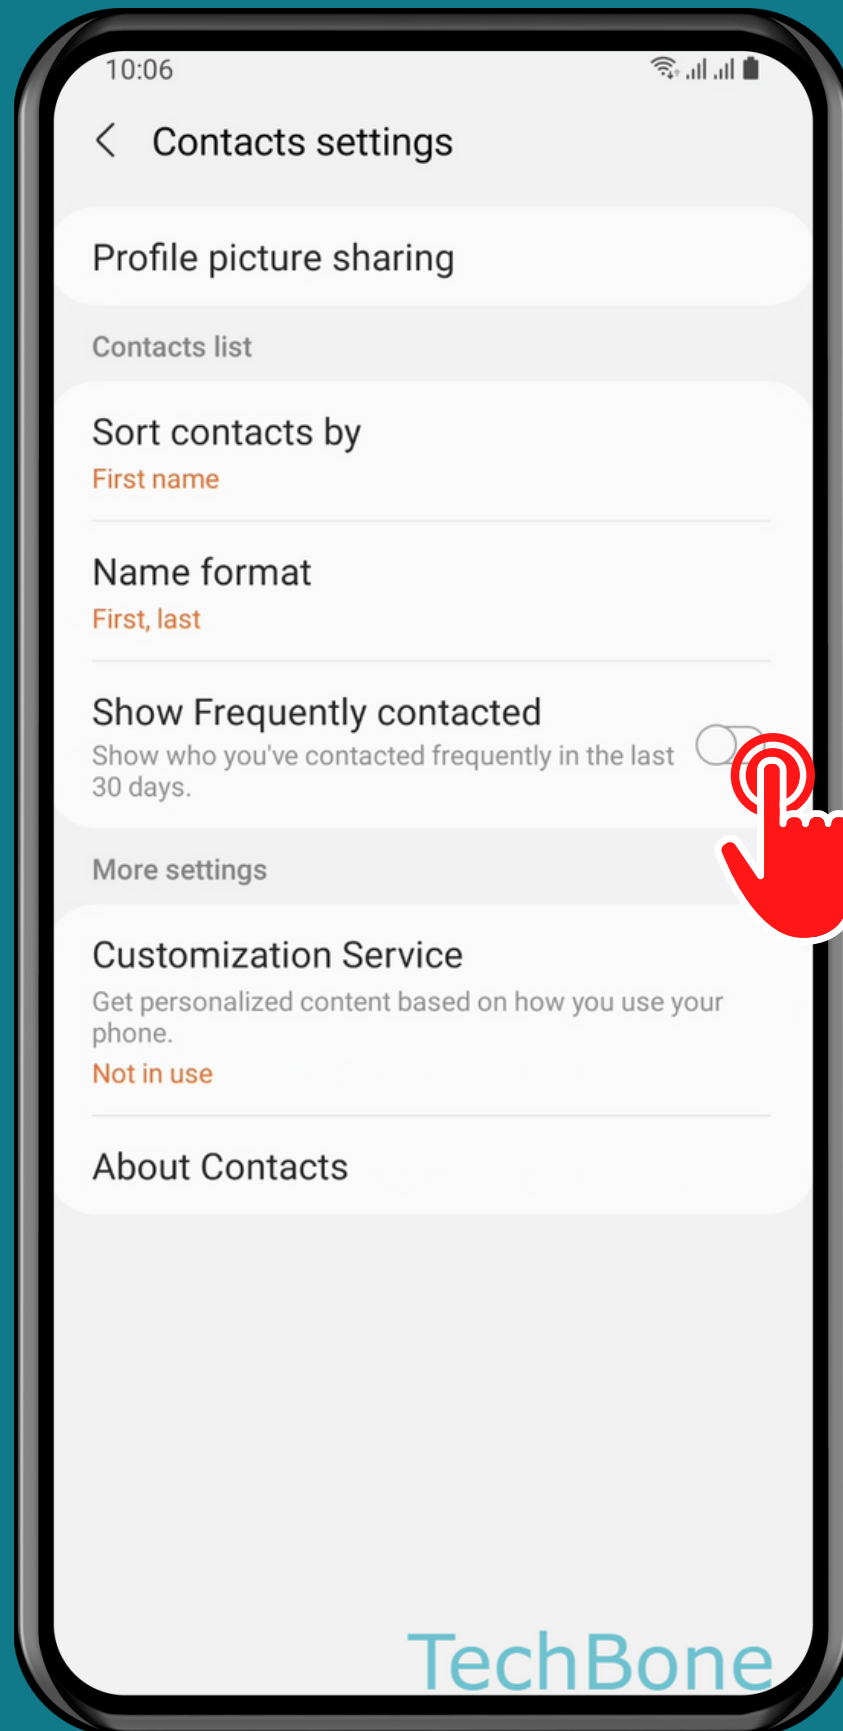 10:06
Contacts settings
Profile picture sharing
Contacts list
Sort contacts by
First name
Name format
First, last
Show Frequently contacted
Show who you've contacted frequently in the last
30 days.
More settings
Customization Service
Get personalized content based on how you use your
phone.
Not in use
About Contacts
TechBone